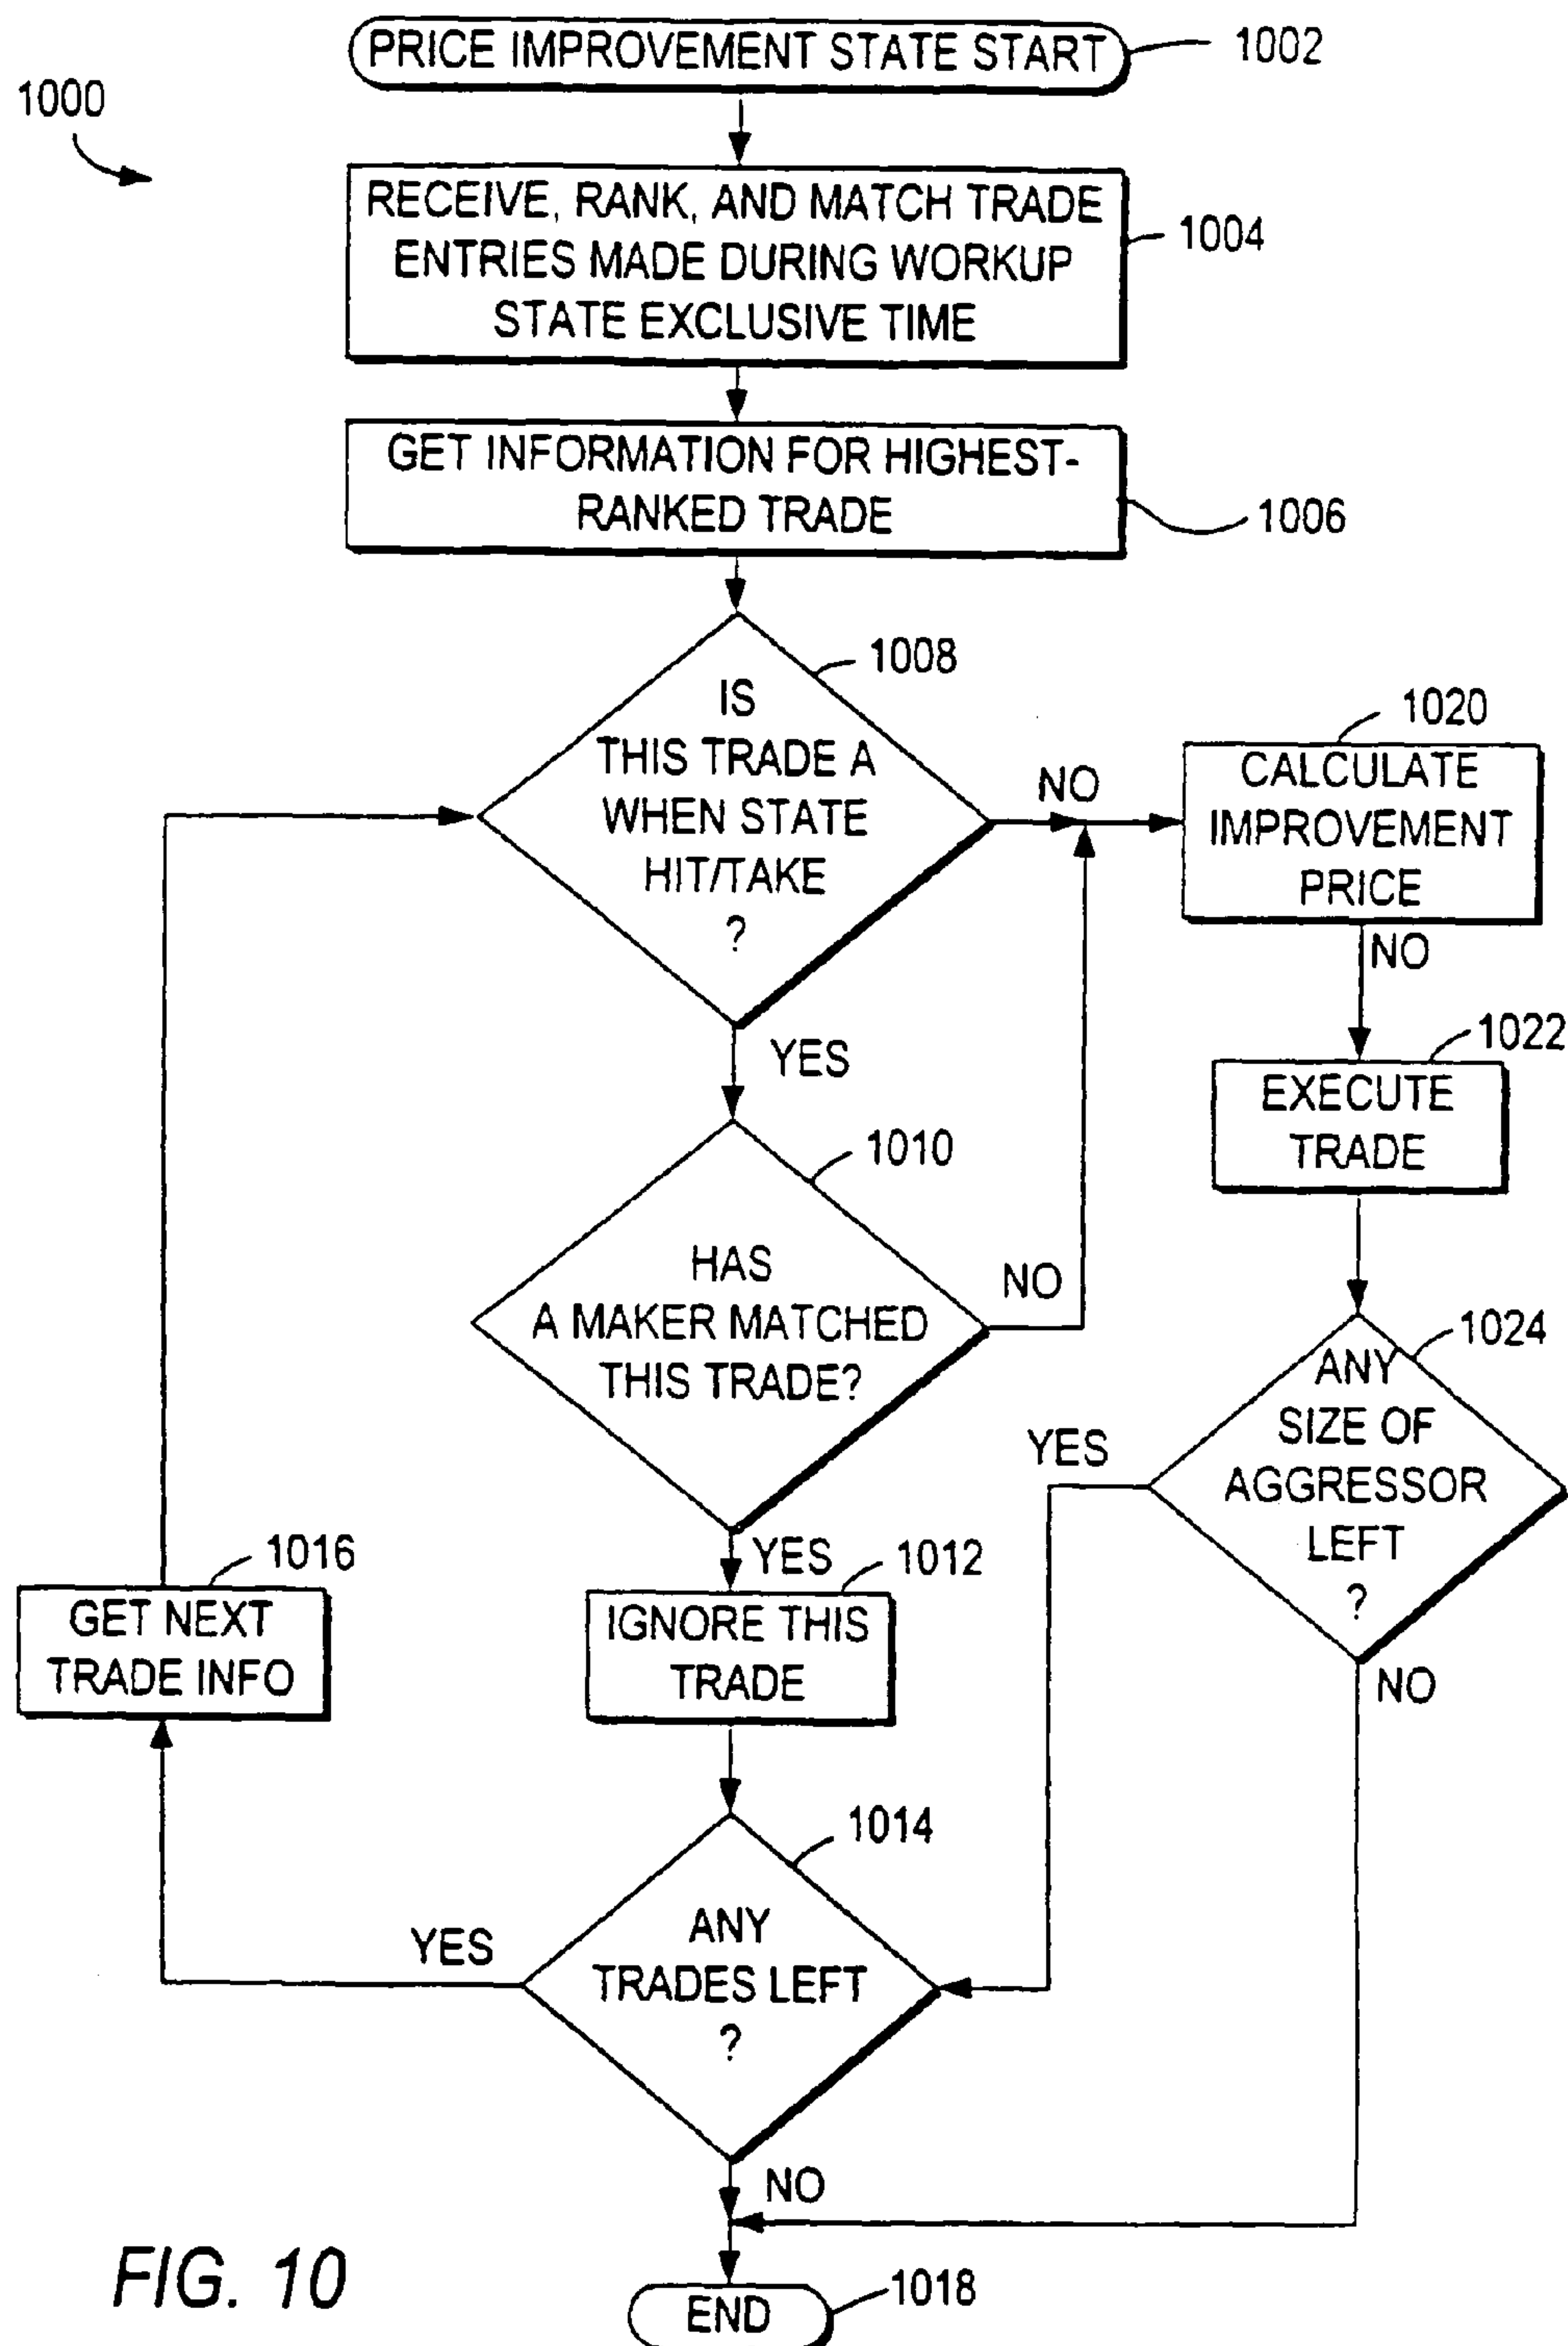 PRICE IMPROVEMENT STATE START
1002
1000
RECEIVE, RANK, AND MATCH TRADE
ENTRIES MADE DURING WORKUP
STATE EXCLUSIVE TIME
1004
GET INFORMATION FOR HIGHEST-
RANKED TRADE
1006
1008
IS
THIS TRADE A
WHEN STATE
HIT/TAKE
?
NO
1020
CALCULATE
IMPROVEMENT
PRICE
NO
YES
1022
EXECUTE
TRADE
1010
HAS
A MAKER MATCHED
THIS TRADE?
NO
1024
ANY
SIZE OF
AGGRESSOR
LEFT
?
YES
NO
YES
1012
IGNORE THIS
TRADE
1016
GET NEXT
TRADE INFO
1014
ANY
TRADES LEFT
?
YES
NO
1018
END
FIG. 10